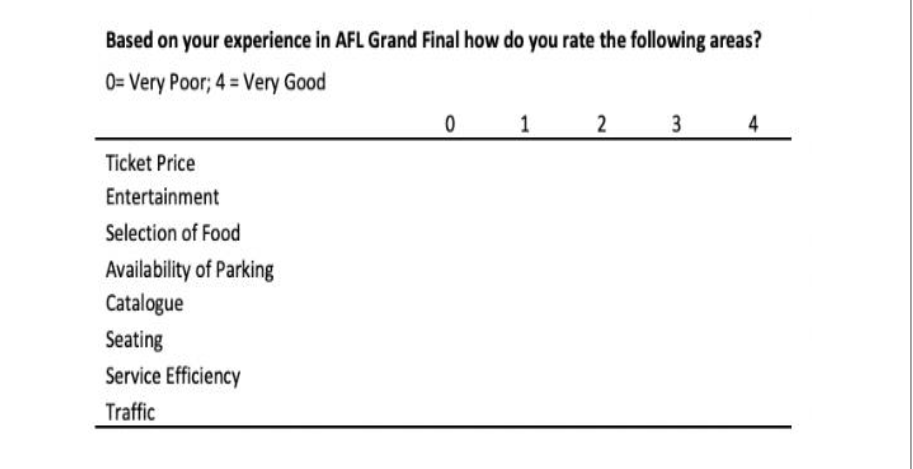 Based on your experience in AFL Grand Final how do you rate the following areas?
0= Very Poor; 4 = Very Good
0 1 2 3 4
Ticket Price
Entertainment
Selection of Food
Availability of Parking
Catalogue
Seating
Service Efficiency
Traffic